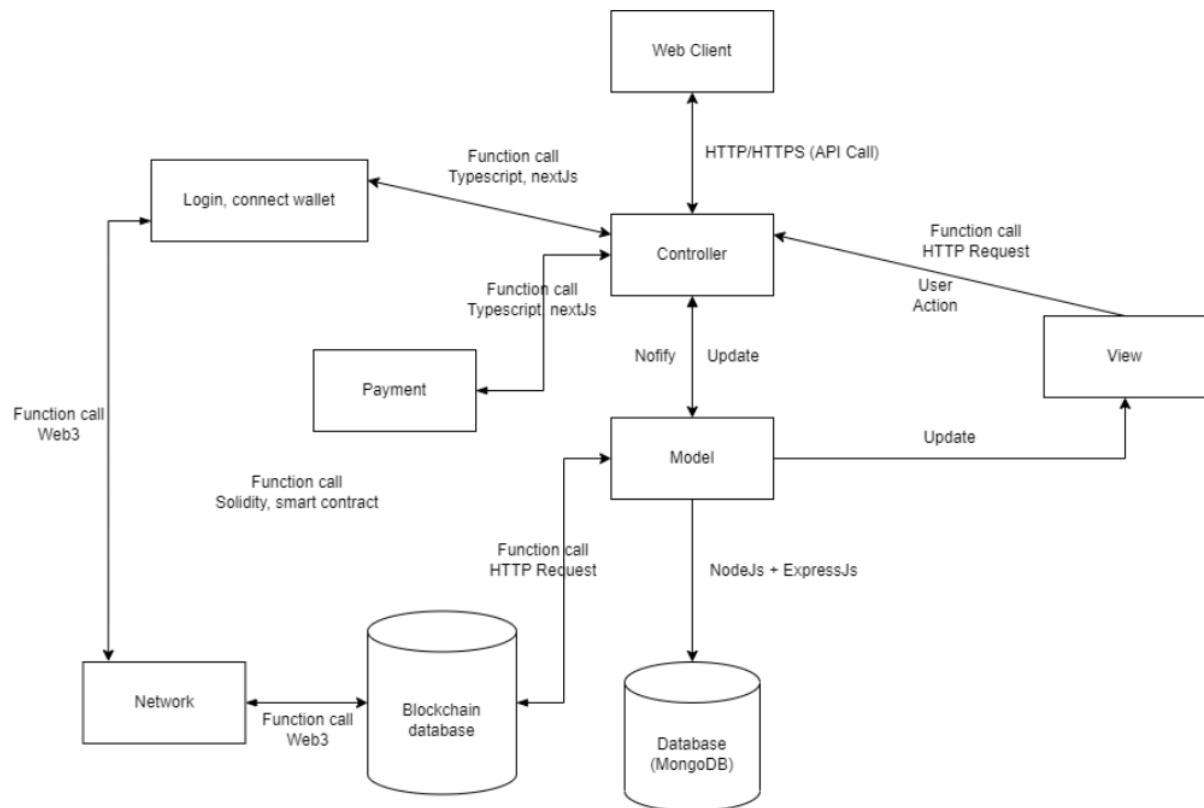 Web Client
HTTP/HTTPS (API Call)
Function call
Typescript, nextJs
Login, connect wallet
Controller
Function call
HTTP Request
User
Action
Function call
Typescript, nextJs
Nofify
Update
View
Payment
Function call
Web3
Model
Update
Function call
Solidity, smart contract
Function call
HTTP Request
NodeJs + ExpressJs
Network
Function call
Web3
Blockchain
database
Database
(MongoDB)